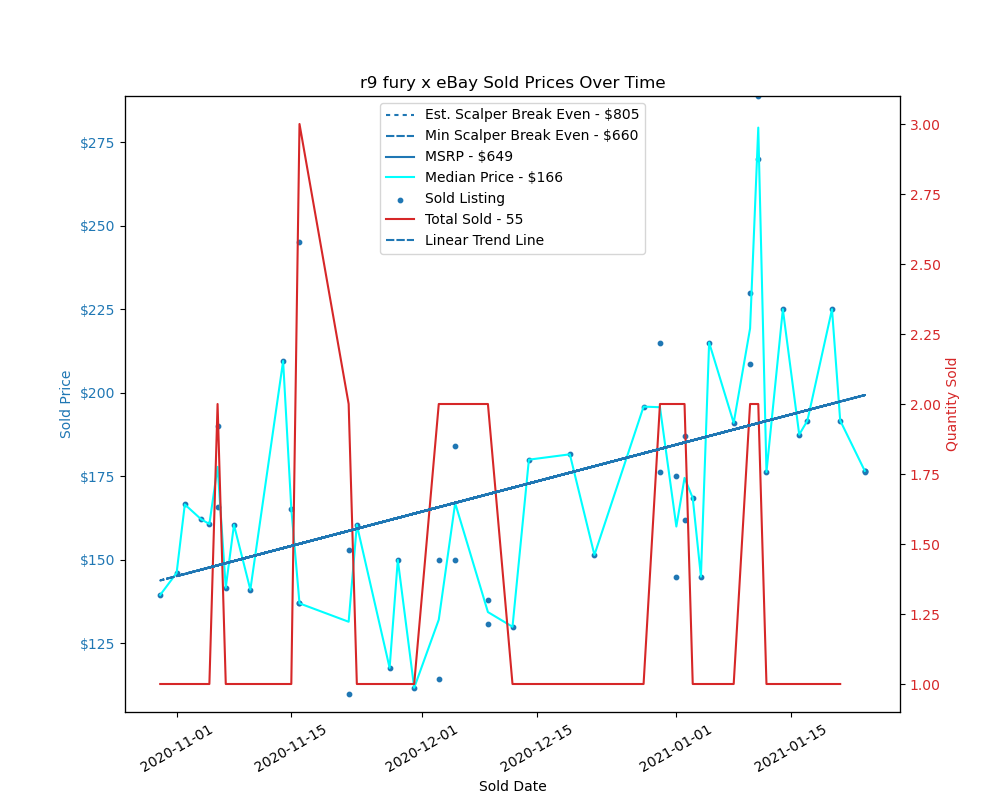 r9 fury x eBay Sold Prices Over Time
Est. Scalper Break Even - $805
Min Scalper Break Even - $660
MSRP - $649
Median Price - $166
Sold Listing
Total Sold - 55
Linear Trend Line
$275
$250
$225
$200
$175
$150
$125
Sold Price
3.00
2.75
2.50
2.25
2.00
1.75
1.50
1.25
1.00
Quantity Sold
2020-11-01
2020-11-15
2020-12-01
2020-12-15
2021-01-01
2021-01-15
Sold Date